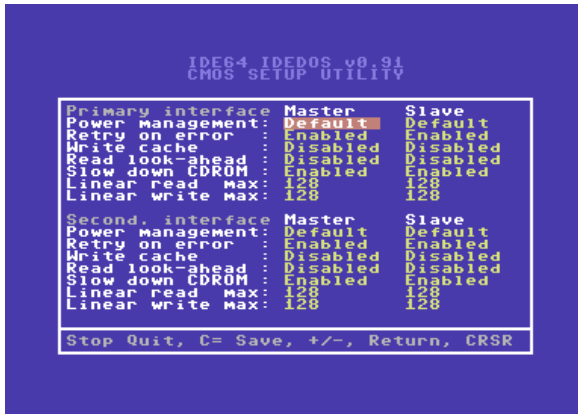 IDE64 IDEDOS v0.91
CMOS SETUP UTILITY
Primary interface Master Slave
Power management: Default Default
Retry on error : Enabled Enabled
Write cache : Disabled Disabled
Read look-ahead : Disabled Disabled
Slow down CDROM : Enabled Enabled
Linear read max: 128 128
Linear write max: 128 128
Second. interface Master Slave
Power management: Default Default
Retry on error : Enabled Enabled
Write cache : Disabled Disabled
Read look-ahead : Disabled Disabled
Slow down CDROM : Enabled Enabled
Linear read max: 128 128
Linear write max: 128 128
Stop Quit, C= Save, +/-, Return, CRSR